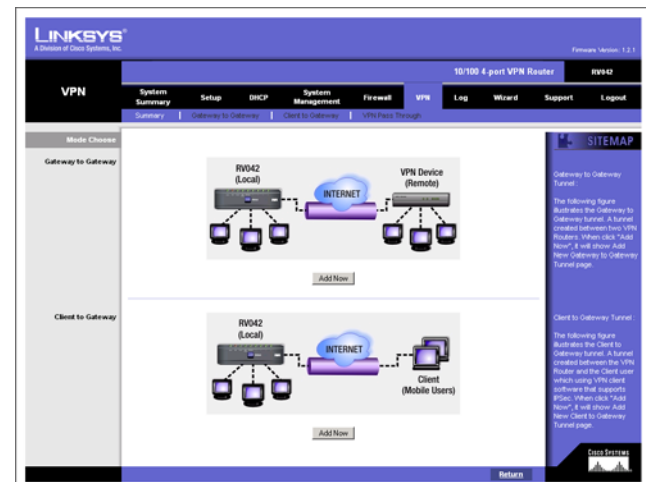 LINKSYS®
A Division of Cisco Systems, Inc.
Firmware Version: 1.2.1
10/100 4-port VPN Router
RV042
VPN
System Summary
Setup
DHCP
System Management
Firewall
VPN
Log
Wizard
Support
Logout
Summary | Gateway to Gateway | Client to Gateway | VPN Pass Through
Mode Choose
SITEMAP
Gateway to Gateway
RV042
(Local)
INTERNET
VPN Device
(Remote)
Add Now
Gateway to Gateway
Tunnel :
The following figure
illustrates the Gateway to
Gateway tunnel. A tunnel
created between two VPN
Routers. When click "Add
Now", it will show Add
New Gateway to Gateway
Tunnel page.
Client to Gateway
RV042
(Local)
INTERNET
Client
(Mobile Users)
Add Now
Client to Gateway Tunnel :
The following figure
illustrates the Client to
Gateway tunnel. A tunnel
created between the VPN
Router and the Client user
which using VPN client
software that supports
IPSec. When click "Add
Now", it will show Add
New Client to Gateway
Tunnel page.
Return
CISCO SYSTEMS